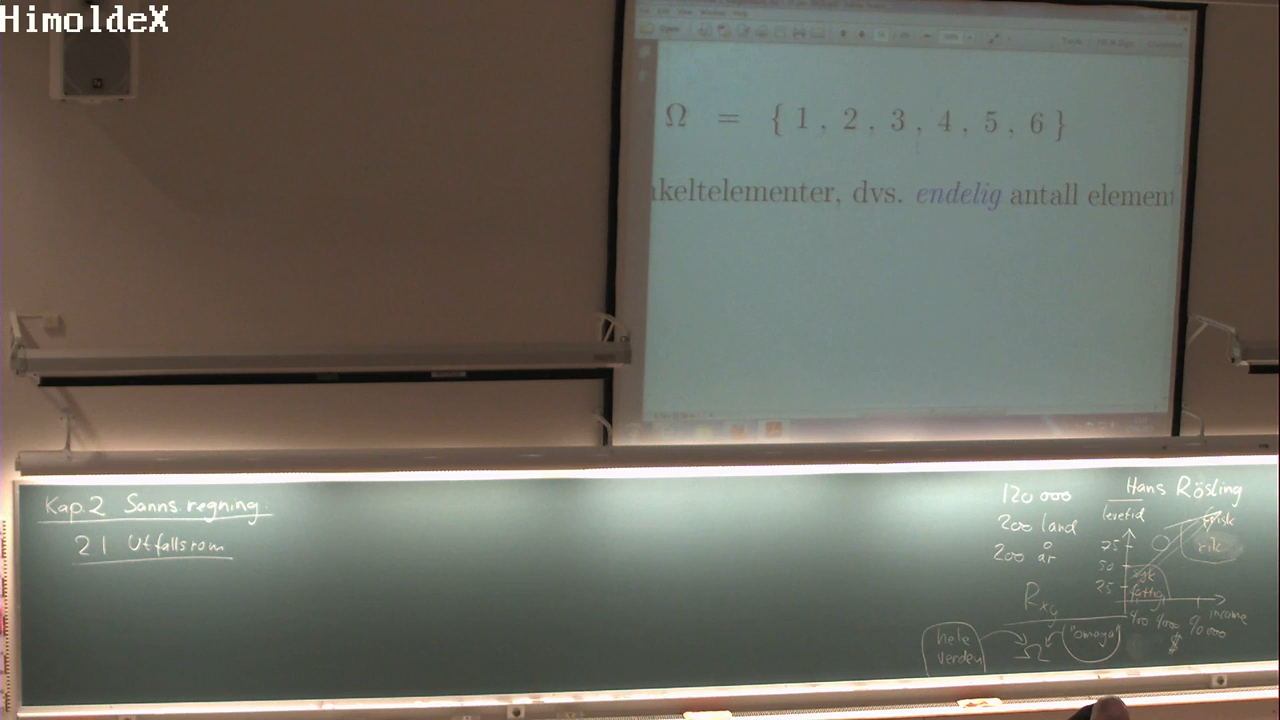 HimoldeX
Ω = { 1 , 2 , 3 , 4 , 5 , 6 }
nkeltelementer, dvs. endelig antall element
Kap.2 Sanns.regning:
2.1 Utfallsrom
120 000
200 land
200 år
Rxy
hele
verden
Ω
"omega"
Hans Rösling
levetid
frisk
rik
75
50
25
syk
fattig
400 4000 40 000
income
$